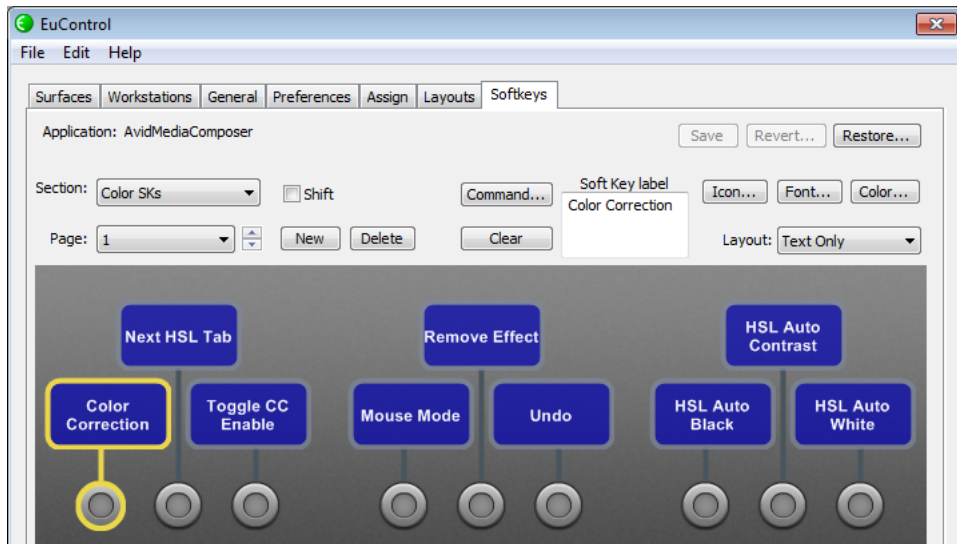 EuControl
File Edit Help
Surfaces Workstations General Preferences Assign Layouts Softkeys
Application: AvidMediaComposer
Save Revert... Restore...
Section: Color SKs Shift Command... Soft Key label Icon... Font... Color...
Color Correction
Page: 1 New Delete Clear Layout: Text Only
Next HSL Tab Remove Effect HSL Auto
Contrast
Color Toggle CC Mouse Mode Undo HSL Auto HSL Auto
Correction Enable Black White